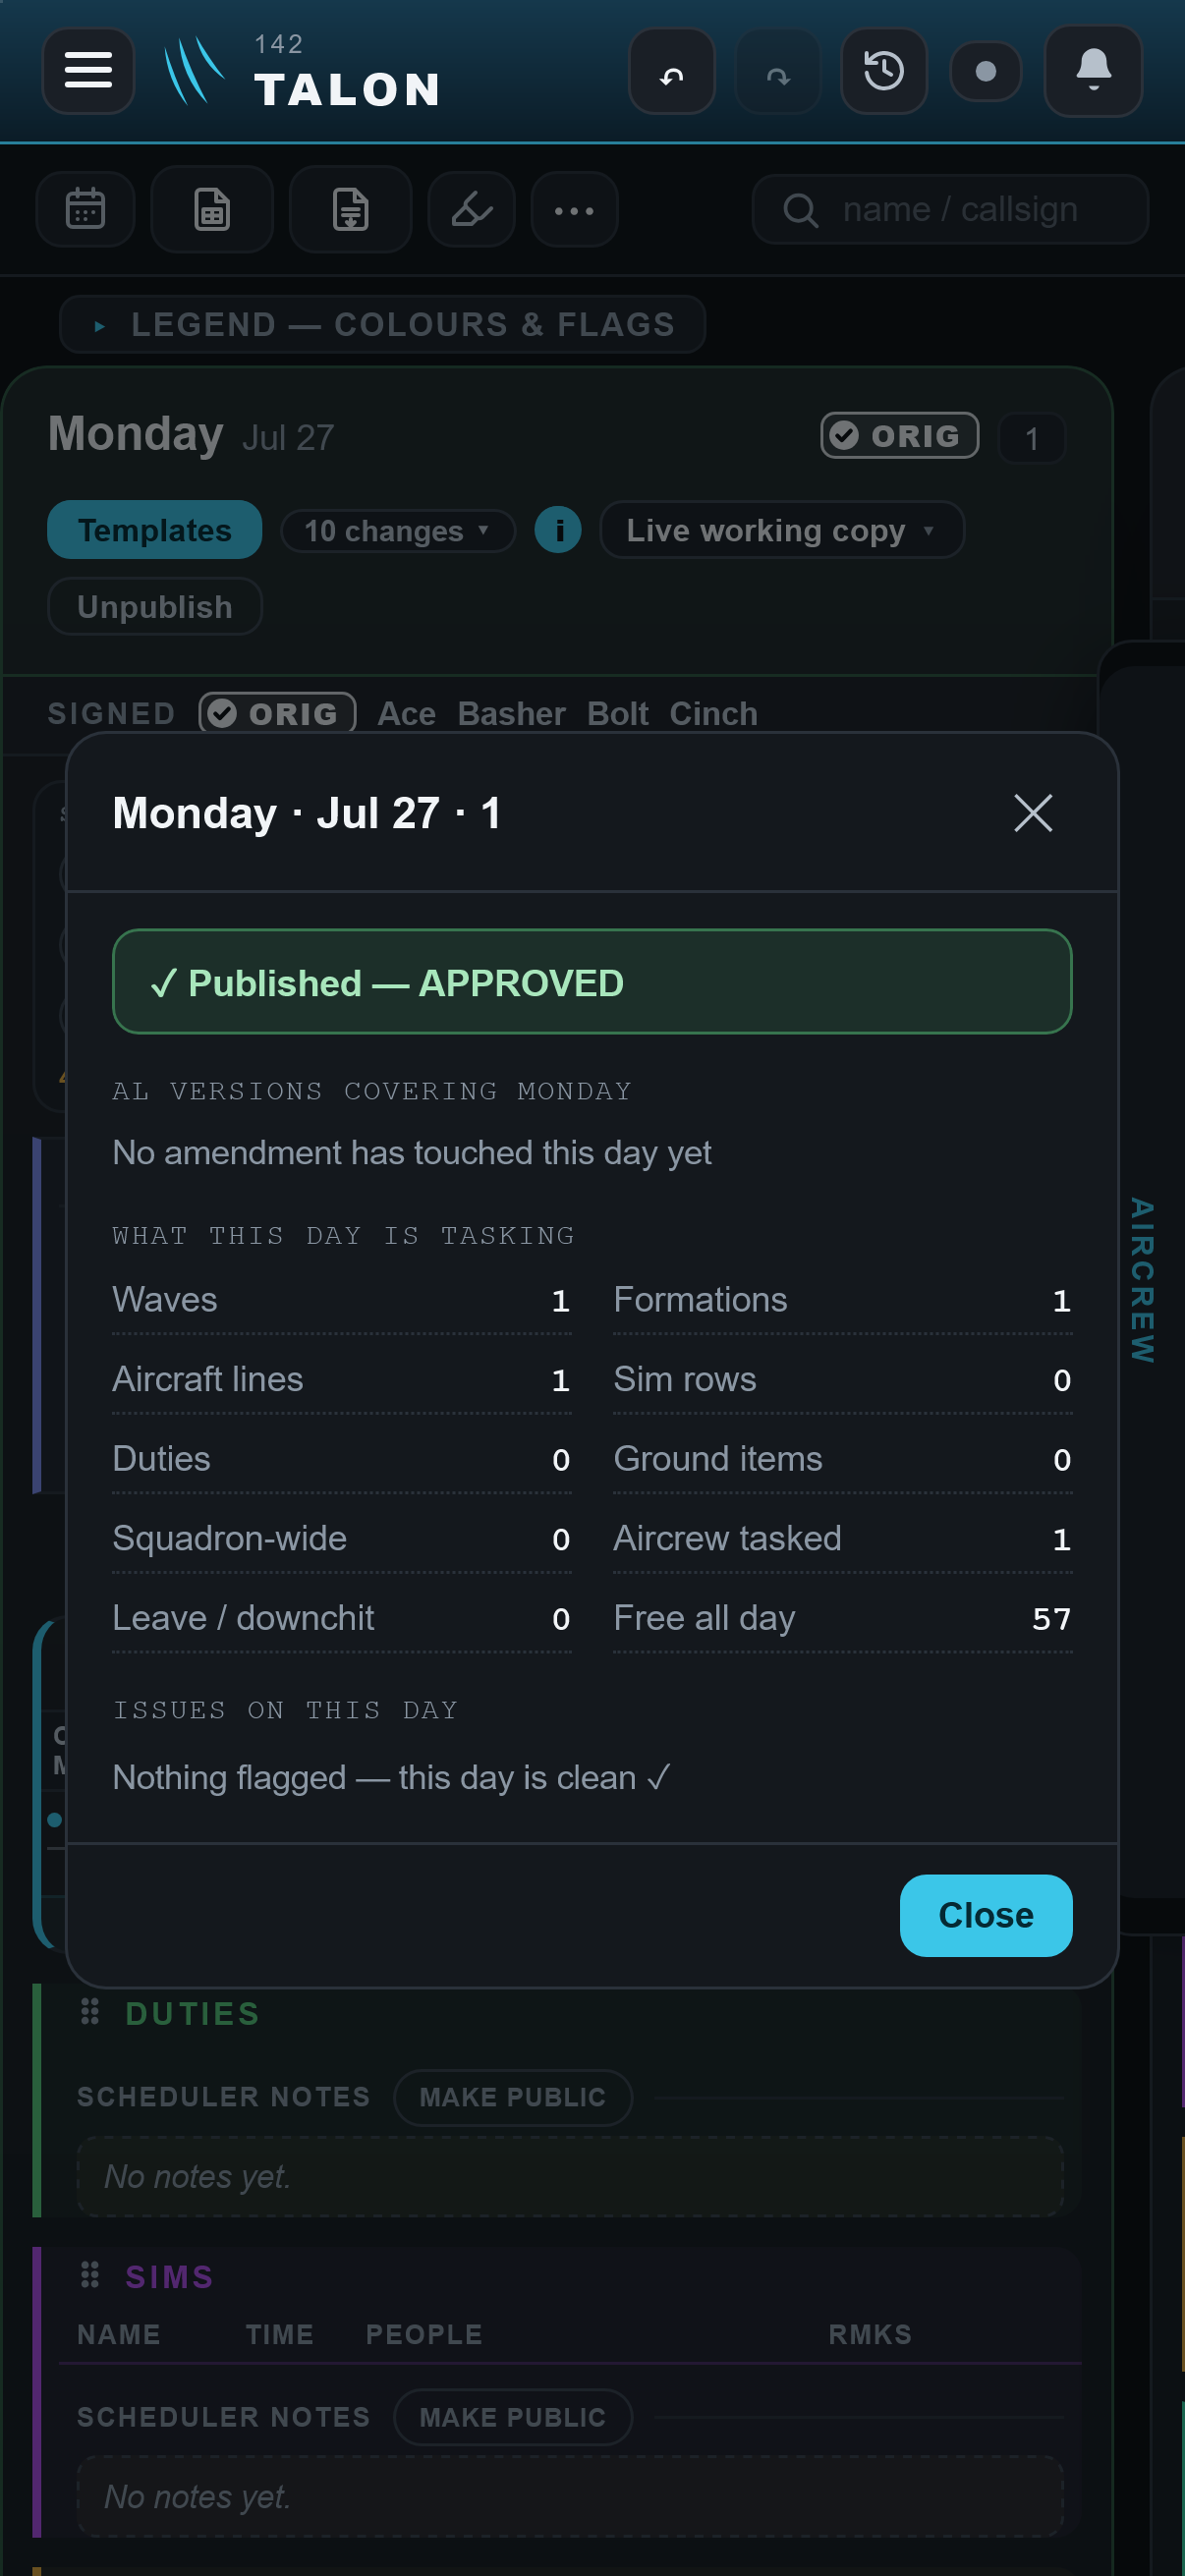 142
TALON
name / callsign
▸ LEGEND — COLOURS & FLAGS
Monday Jul 27
ORIG
1
Templates
10 changes ▾
i
Live working copy ▾
Unpublish
SIGNED ORIG Ace Basher Bolt Cinch
Monday · Jul 27 · 1
✓ Published — APPROVED
AL VERSIONS COVERING MONDAY
No amendment has touched this day yet
WHAT THIS DAY IS TASKING
Waves 1
Formations 1
Aircraft lines 1
Sim rows 0
Duties 0
Ground items 0
Squadron-wide 0
Aircrew tasked 1
Leave / downchit 0
Free all day 57
ISSUES ON THIS DAY
Nothing flagged — this day is clean ✓
Close
AIRCREW
DUTIES
SCHEDULER NOTES MAKE PUBLIC
No notes yet.
SIMS
NAME TIME PEOPLE RMKS
SCHEDULER NOTES MAKE PUBLIC
No notes yet.